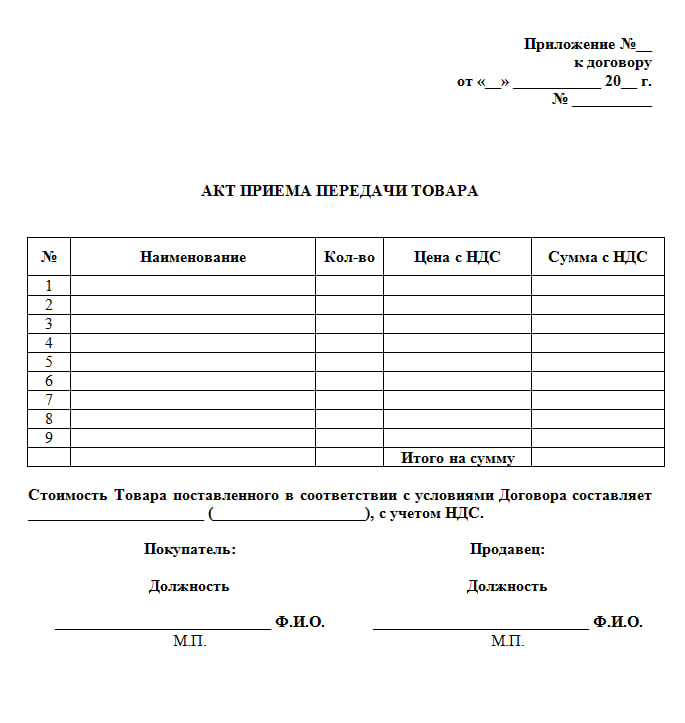 Приложение №__
к договору
от «__» ___________ 20__ г.
№ __________
АКТ ПРИЕМА ПЕРЕДАЧИ ТОВАРА
№ Наименование Кол-во Цена с НДС Сумма с НДС
1
2
3
4
5
6
7
8
9
Итого на сумму
Стоимость Товара поставленного в соответствии с условиями Договора составляет
______________________ (___________________), с учетом НДС.
Покупатель: Продавец:
Должность Должность
___________________________ Ф.И.О. ___________________________ Ф.И.О.
М.П. М.П.